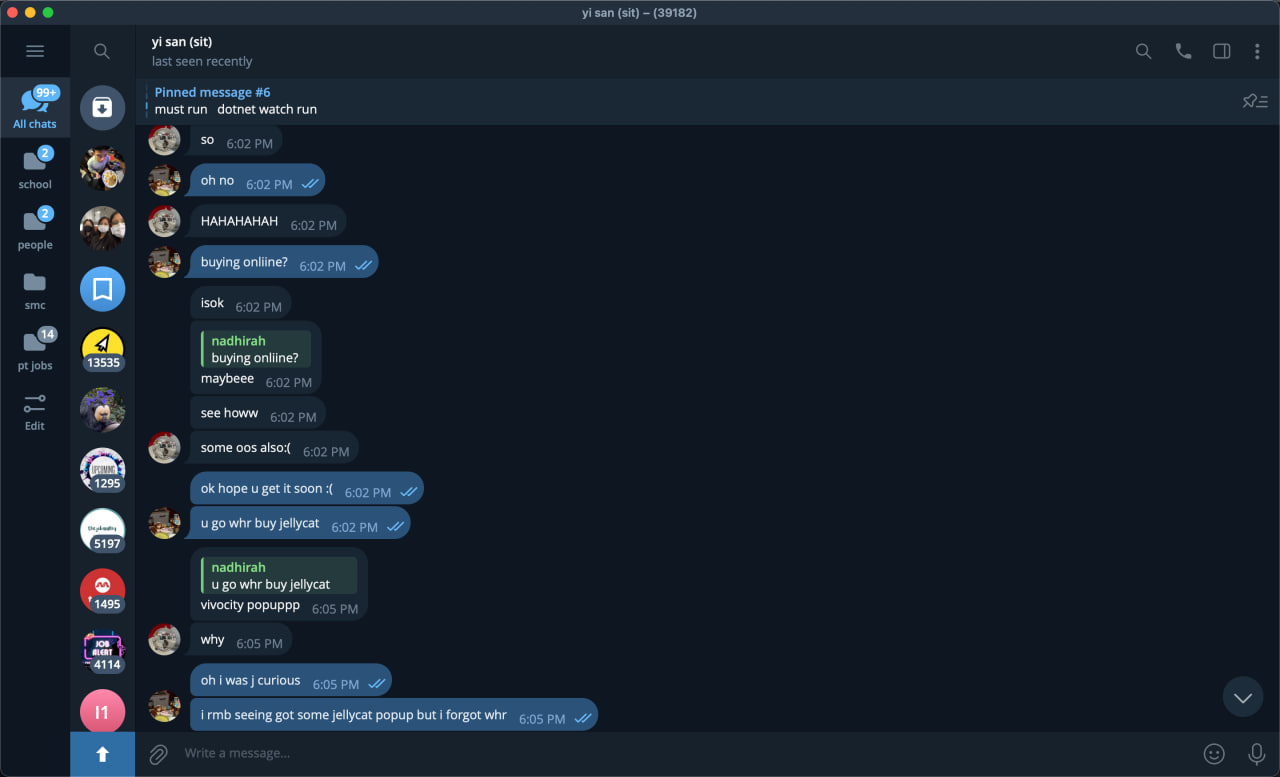 yi san (sit) – (39182)
yi san (sit)
last seen recently
Pinned message #6
must run dotnet watch run
99+
All chats
2
school
2
people
smc
14
pt jobs
Edit
13535
UPCOMING
1295
5197
1495
JOB
ALERT
4114
I1
so 6:02 PM
oh no 6:02 PM
HAHAHAHAH 6:02 PM
buying onliine? 6:02 PM
isok 6:02 PM
nadhirah
buying onliine?
maybeee 6:02 PM
see howw 6:02 PM
some oos also:( 6:02 PM
ok hope u get it soon :( 6:02 PM
u go whr buy jellycat 6:02 PM
nadhirah
u go whr buy jellycat
vivocity popuppp 6:05 PM
why 6:05 PM
oh i was j curious 6:05 PM
i rmb seeing got some jellycat popup but i forgot whr 6:05 PM
Write a message...